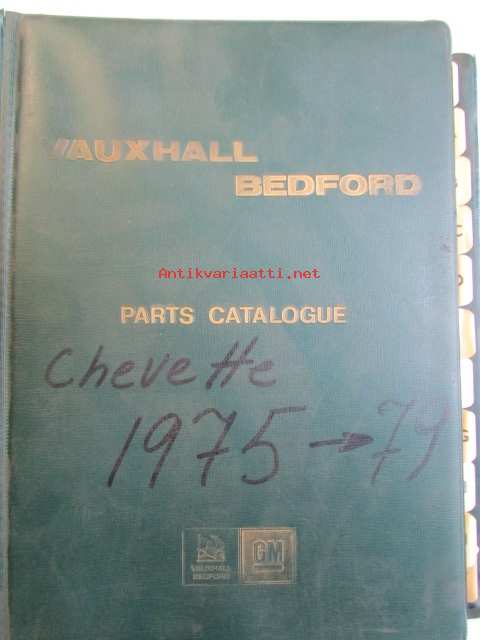 VAUXHALL
BEDFORD
Antikvariaatti.net
PARTS CATALOGUE
Chevette
1975 → 79
VAUXHALL
BEDFORD
GM
G